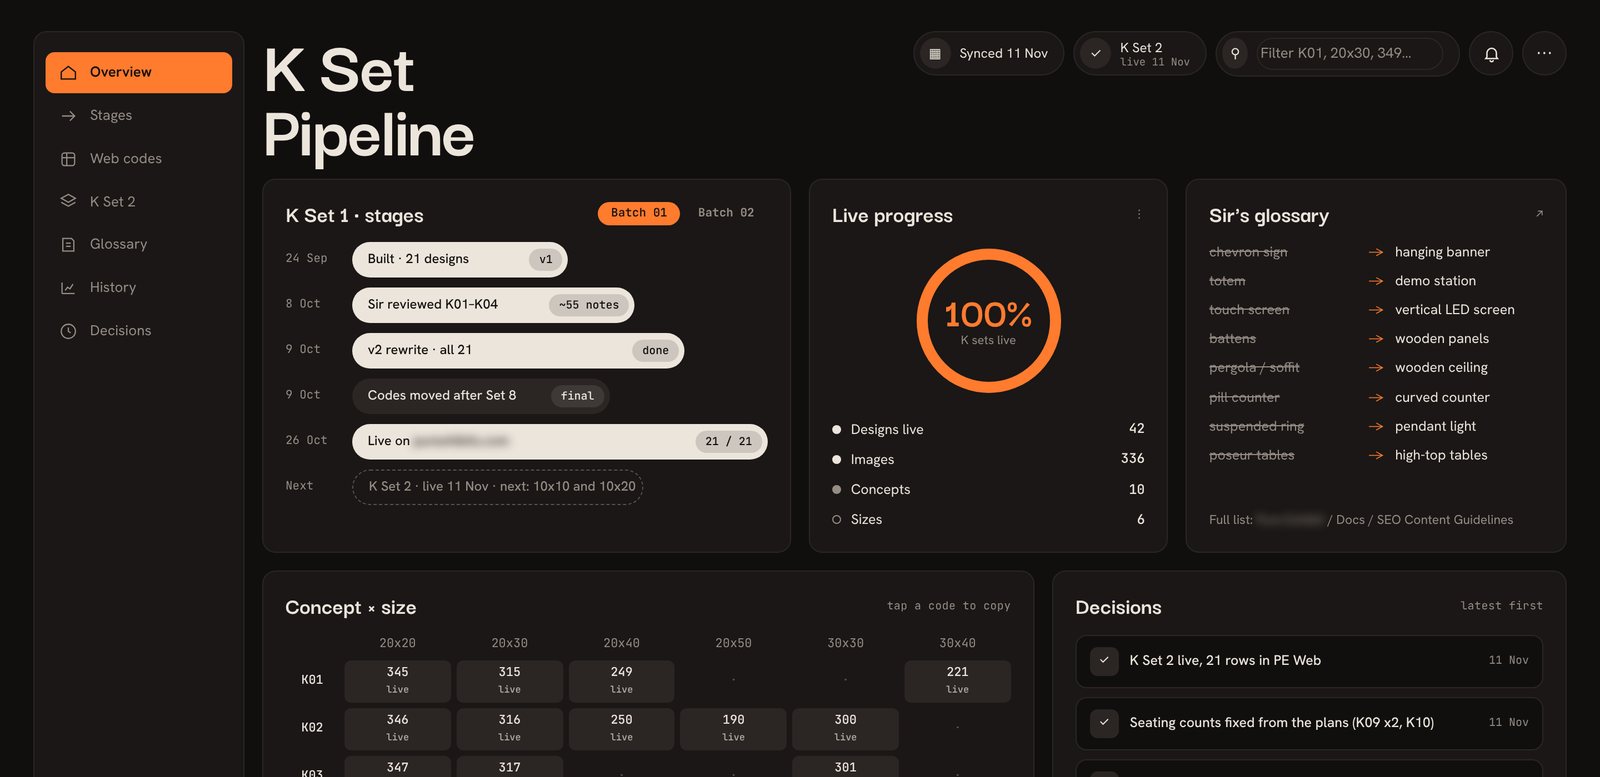 Overview
Stages
Web codes
K Set 2
Glossary
History
Decisions
K Set
Pipeline
Synced 11 Nov
K Set 2
live 11 Nov
Filter K01, 20x30, 349...
K Set 1 · stages
Batch 01
Batch 02
24 Sep
Built · 21 designs
v1
8 Oct
Sir reviewed K01–K04
~55 notes
9 Oct
v2 rewrite · all 21
done
9 Oct
Codes moved after Set 8
final
26 Oct
Live on
21 / 21
Next
K Set 2 · live 11 Nov · next: 10x10 and 10x20
Live progress
100%
K sets live
Designs live 42
Images 336
Concepts 10
Sizes 6
Sir's glossary
chevron sign → hanging banner
totem → demo station
touch screen → vertical LED screen
battens → wooden panels
pergola / soffit → wooden ceiling
pill counter → curved counter
suspended ring → pendant light
poseur tables → high-top tables
Full list: / Docs / SEO Content Guidelines
Concept × size
tap a code to copy
20x20 20x30 20x40 20x50 30x30 30x40
K01 345 315 249 · · 221
live live live live
K02 346 316 250 190 300 ·
live live live live live
K03 347 317 · · 301 ·
Decisions
latest first
K Set 2 live, 21 rows in PE Web
11 Nov
Seating counts fixed from the plans (K09 x2, K10)
11 Nov